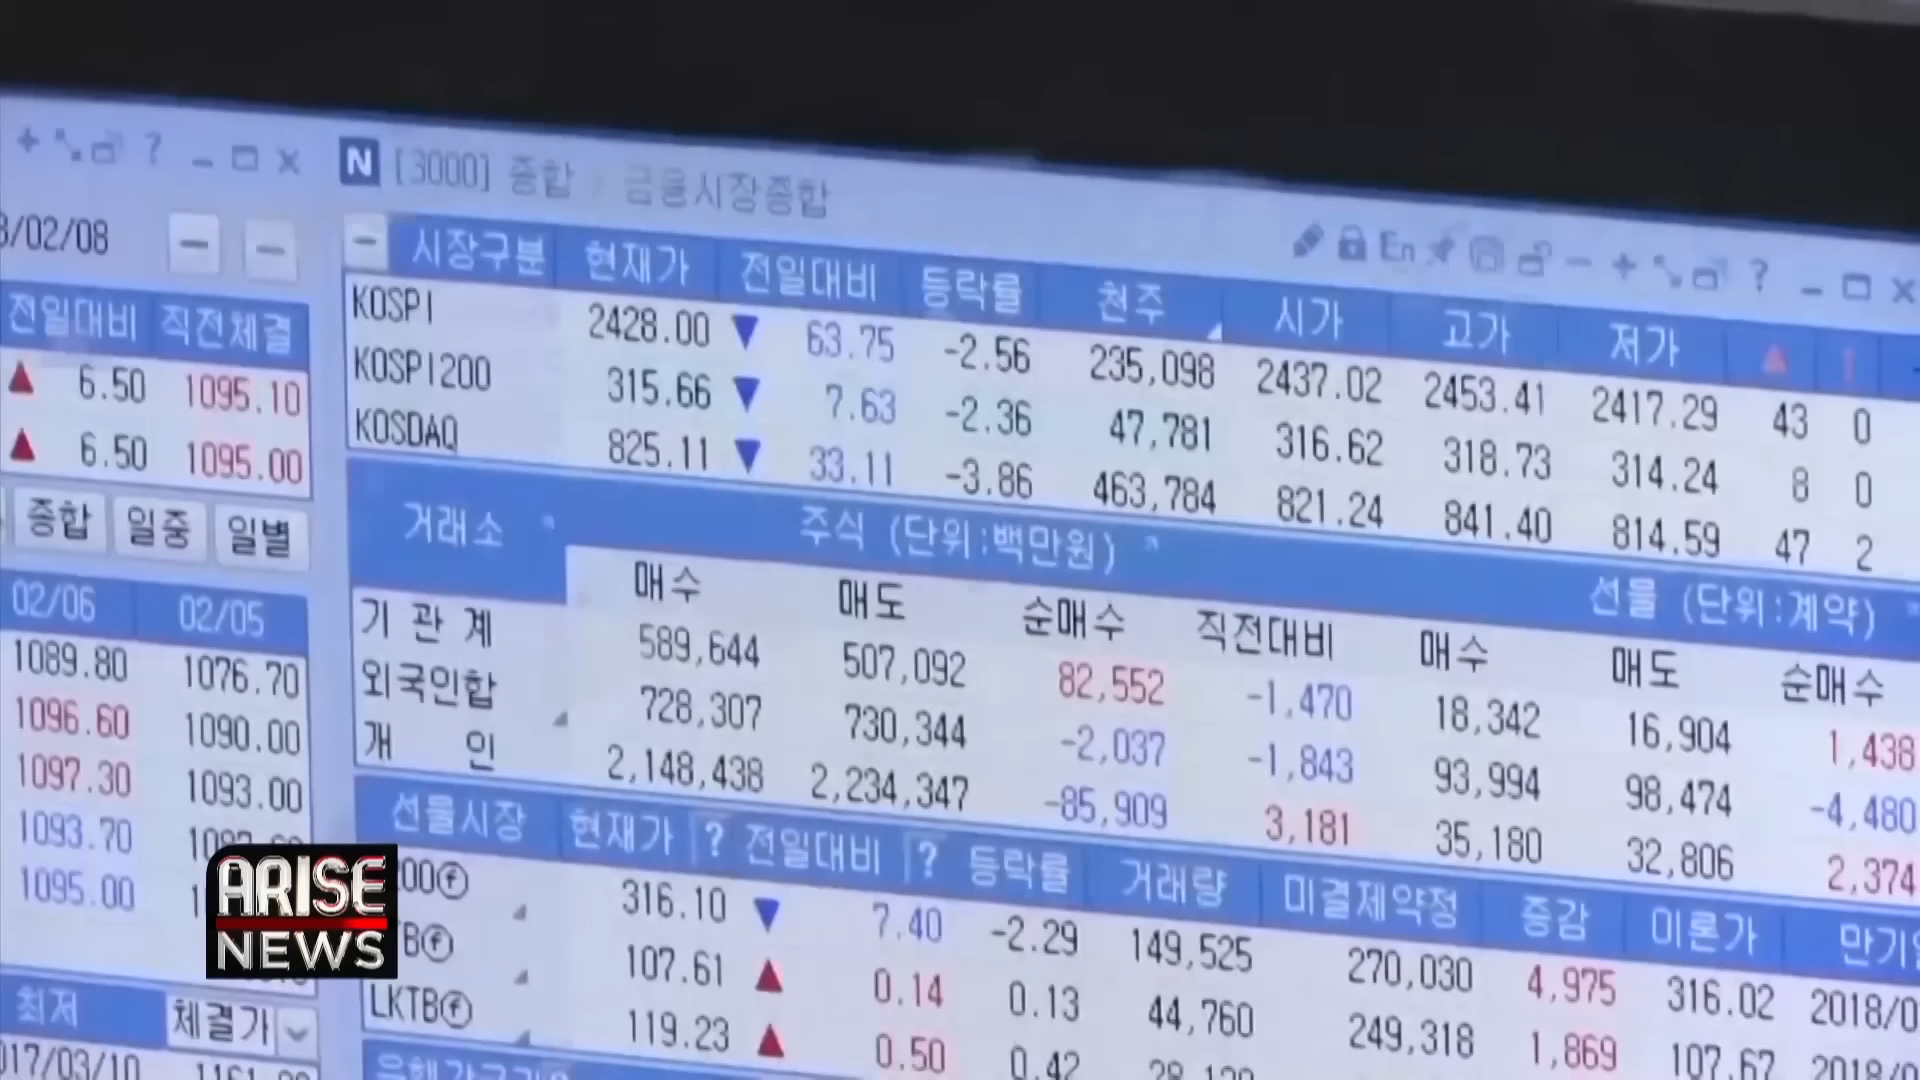 [3000] 종합 금융시장종합
En
/02/08
시장구분 현재가 전일대비 등락률 천주 시가 고가 저가
KOSPI 2428.00 ▼ 63.75 -2.56 235,098 2437.02 2453.41 2417.29 43 0
KOSPI200 315.66 ▼ 7.63 -2.36 47,781 316.62 318.73 314.24 8 0
KOSDAQ 825.11 ▼ 33.11 -3.86 463,784 821.24 841.40 814.59 47 2
전일대비 직전체결
▲ 6.50 1095.10
▲ 6.50 1095.00
종합 일중 일별
거래소 주식 (단위:백만원) 선물 (단위:계약)
매수 매도 순매수 직전대비 매수 매도 순매수
기관계 589,644 507,092 82,552 -1,470 18,342 16,904 1,438
외국인합 728,307 730,344 -2,037 -1,843 93,994 98,474 -4,480
개인 2,148,438 2,234,347 -85,909 3,181 35,180 32,806 2,374
02/06 02/05
1089.80 1076.70
1096.60 1090.00
1097.30 1093.00
1093.70
1095.00
선물시장 현재가 ? 전일대비 ? 등락률 거래량 미결제약정 증감 이론가
316.10 ▼ 7.40 -2.29 149,525 270,030 4,975 316.02 2018/0
107.61 ▲ 0.14 0.13 44,760 249,318 1,869 107.67 2018
LKTBⓕ 119.23 ▲ 0.50 0.42
최저 체결가
017/03/10
ARISE
NEWS